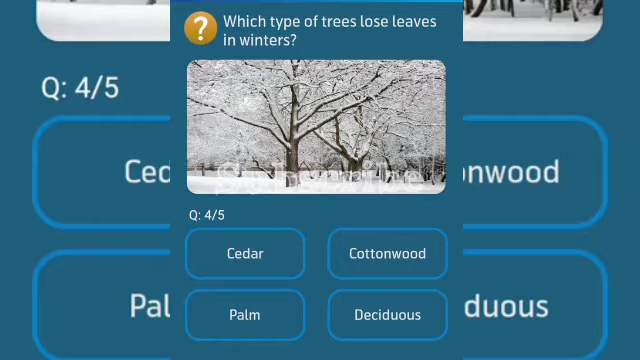 ?
Which type of trees lose leaves
in winters?
Subscribe
Q: 4/5
Cedar
Cottonwood
Palm
Deciduous
Q: 4/5
Ced
onwood
Pal
duous